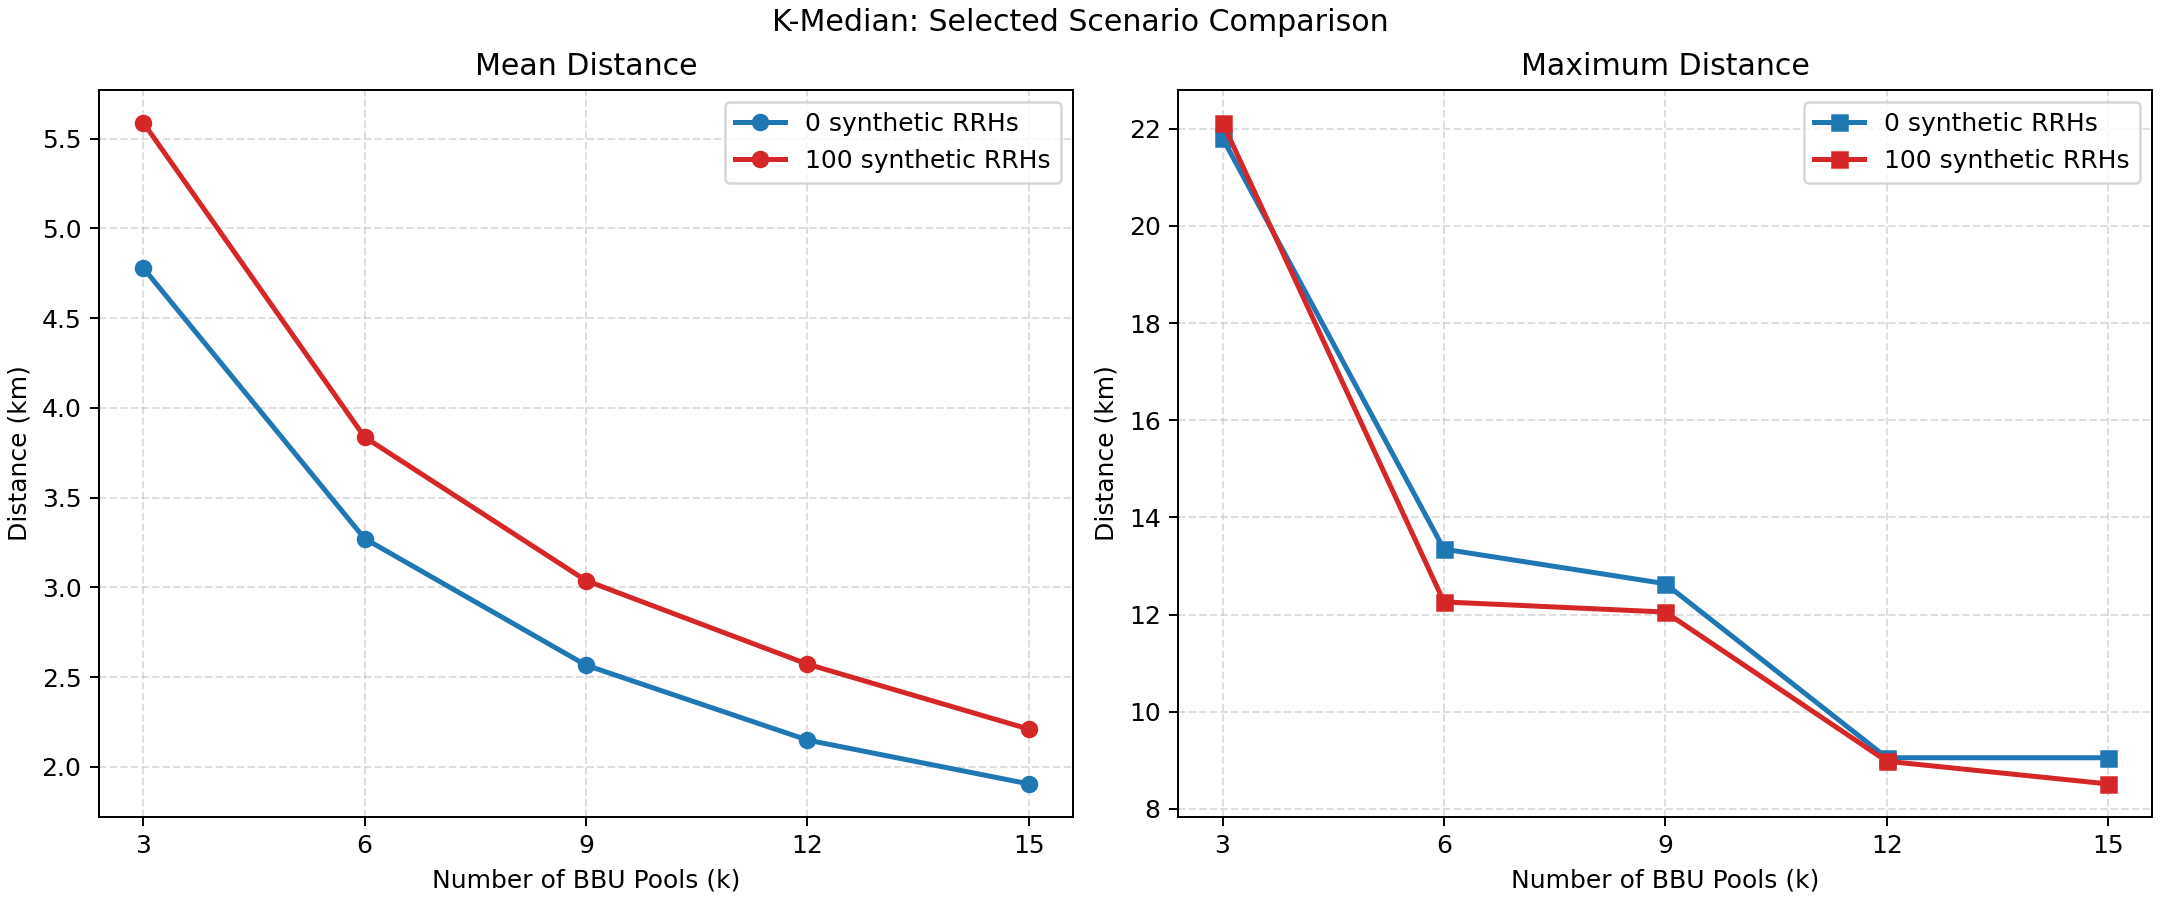 K-Median: Selected Scenario Comparison
Mean Distance
0 synthetic RRHs
100 synthetic RRHs
5.5
5.0
4.5
4.0
3.5
3.0
2.5
2.0
Distance (km)
3 6 9 12 15
Number of BBU Pools (k)
Maximum Distance
0 synthetic RRHs
100 synthetic RRHs
22
20
18
16
14
12
10
8
Distance (km)
3 6 9 12 15
Number of BBU Pools (k)